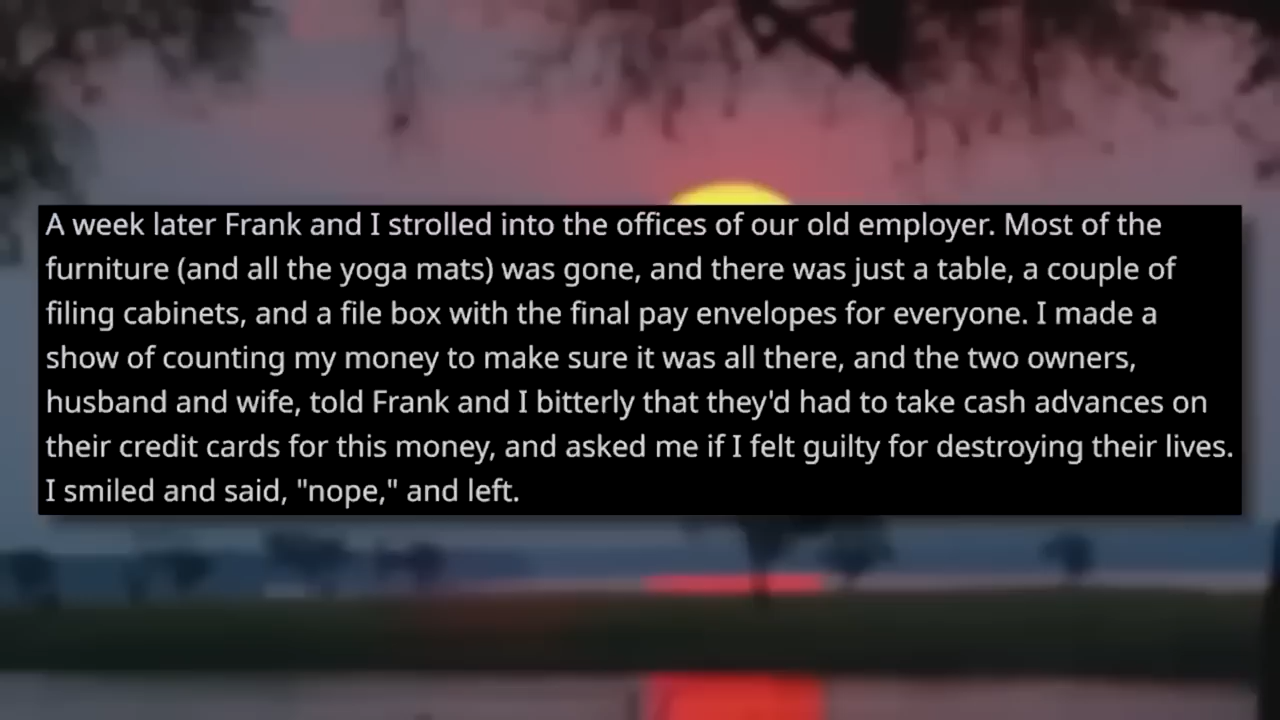 A week later Frank and I strolled into the offices of our old employer. Most of the
furniture (and all the yoga mats) was gone, and there was just a table, a couple of
filing cabinets, and a file box with the final pay envelopes for everyone. I made a
show of counting my money to make sure it was all there, and the two owners,
husband and wife, told Frank and I bitterly that they'd had to take cash advances on
their credit cards for this money, and asked me if I felt guilty for destroying their lives.
I smiled and said, "nope," and left.